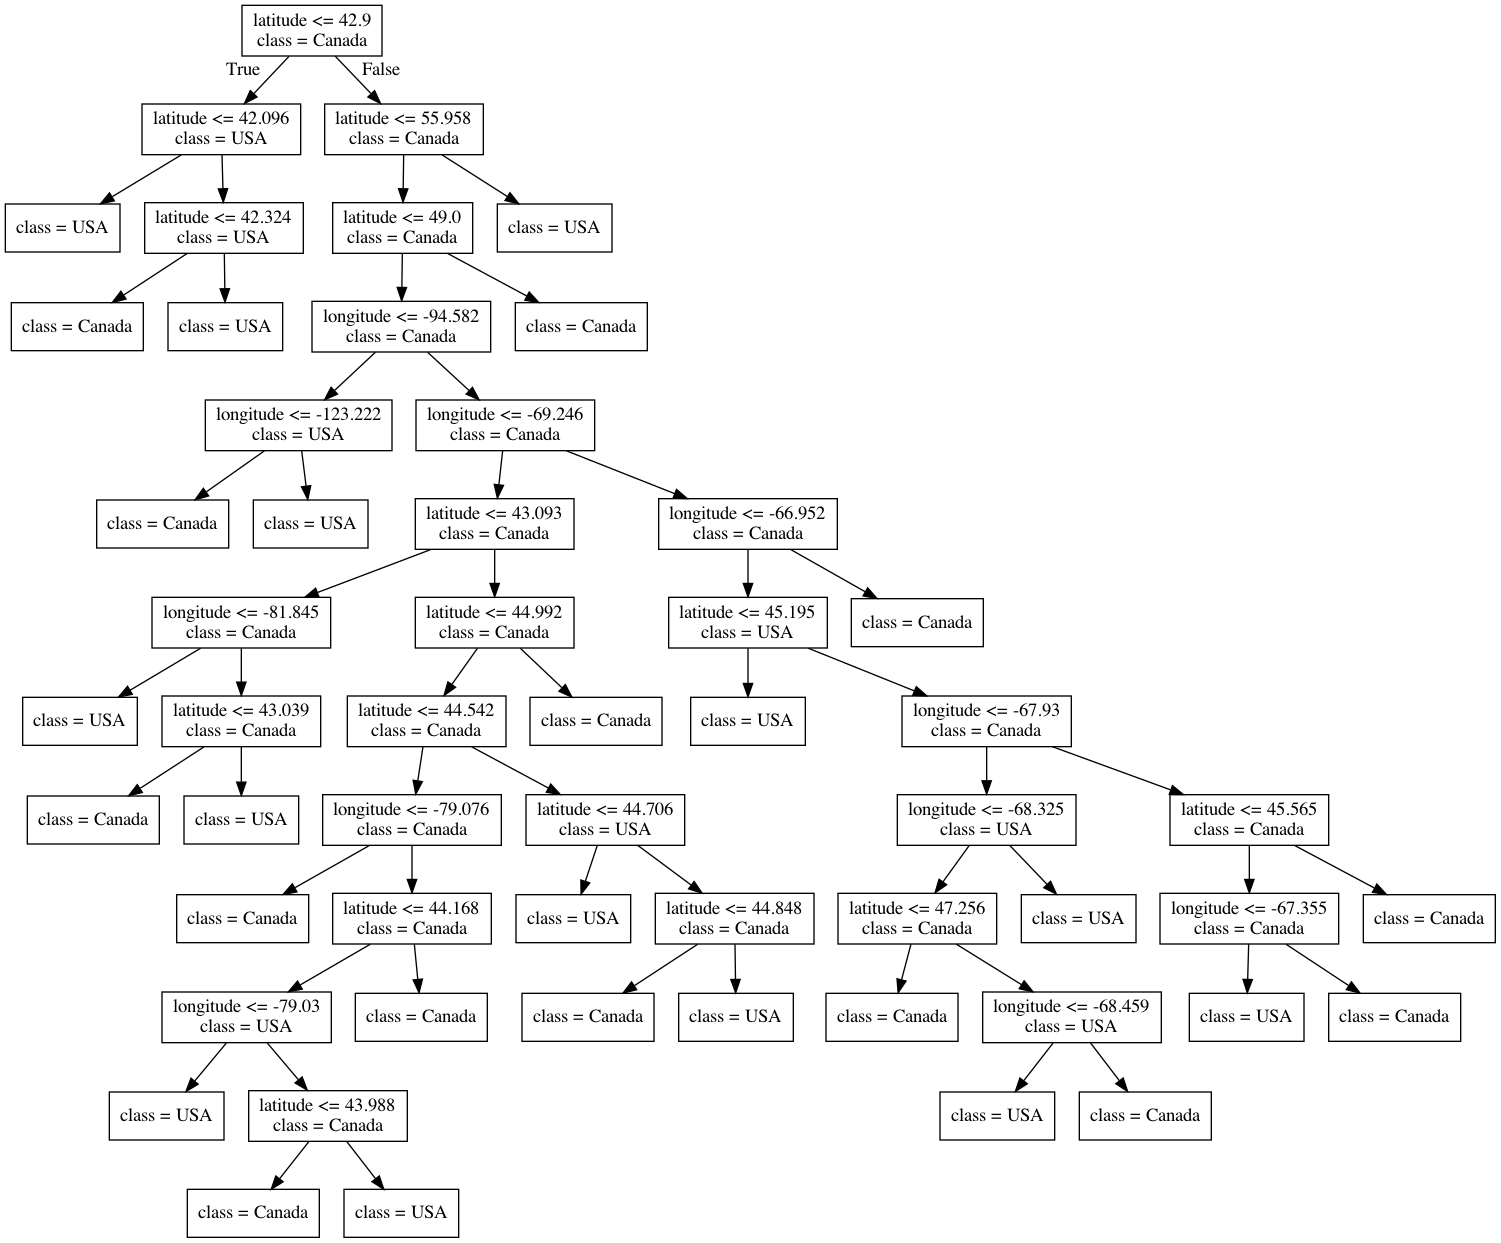 latitude <= 42.9
class = Canada
True
False
latitude <= 42.096
class = USA
latitude <= 55.958
class = Canada
class = USA
latitude <= 42.324
class = USA
latitude <= 49.0
class = Canada
class = USA
class = Canada
class = USA
longitude <= -94.582
class = Canada
class = Canada
longitude <= -123.222
class = USA
longitude <= -69.246
class = Canada
class = Canada
class = USA
latitude <= 43.093
class = Canada
longitude <= -66.952
class = Canada
longitude <= -81.845
class = Canada
latitude <= 44.992
class = Canada
latitude <= 45.195
class = USA
class = Canada
class = USA
latitude <= 43.039
class = Canada
latitude <= 44.542
class = Canada
class = Canada
class = USA
longitude <= -67.93
class = Canada
class = Canada
class = USA
longitude <= -79.076
class = Canada
latitude <= 44.706
class = USA
longitude <= -68.325
class = USA
latitude <= 45.565
class = Canada
class = Canada
latitude <= 44.168
class = Canada
class = USA
latitude <= 44.848
class = Canada
latitude <= 47.256
class = Canada
class = USA
longitude <= -67.355
class = Canada
class = Canada
longitude <= -79.03
class = USA
class = Canada
class = Canada
class = USA
class = Canada
longitude <= -68.459
class = USA
class = USA
class = Canada
class = USA
latitude <= 43.988
class = Canada
class = USA
class = Canada
class = Canada
class = USA